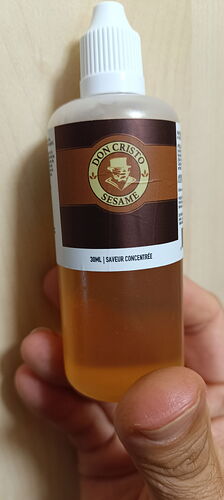 DON CRISTO
SESAME
30ML | SAVEUR CONCENTRÉE